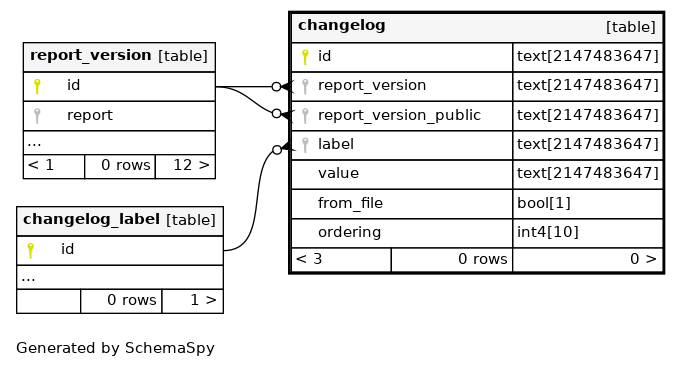 report_version [table]
id
report
...
< 1 0 rows 12 >
changelog_label [table]
id
...
0 rows 1 >
changelog [table]
id text[2147483647]
report_version text[2147483647]
report_version_public text[2147483647]
label text[2147483647]
value text[2147483647]
from_file bool[1]
ordering int4[10]
< 3 0 rows 0 >
Generated by SchemaSpy